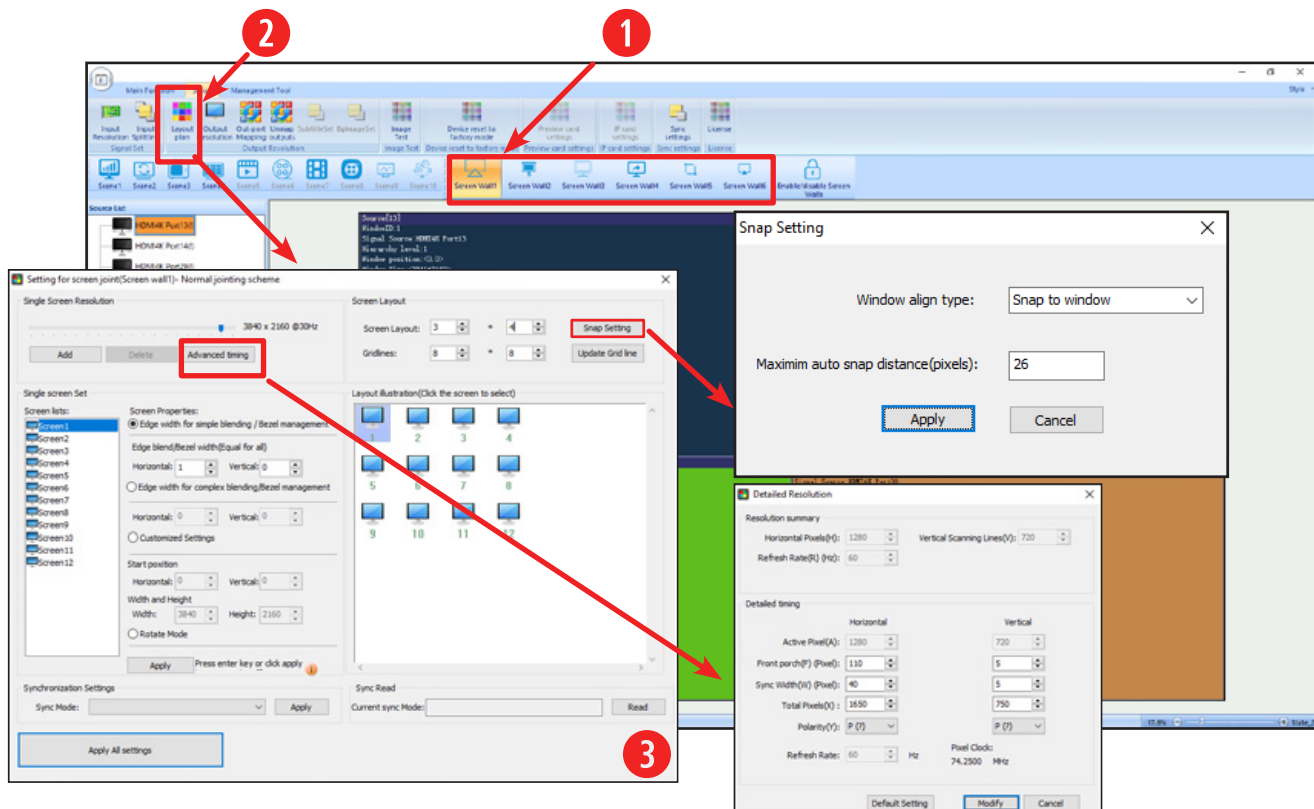 2
1
Style
Main Management Tool
Input Resolution
Input Splitting
Layout plan
Output
Out-port Mapping
Unmap outputs
SubtitleSet
BgImageSet
Image Test
Device reset to factory mode
Preview card settings
IP card settings
Sync settings
License
Signal Set
Output Resolution
Image Test
Device reset to factory mode
Preview card settings
IP card settings
Sync settings
License
Scene1
Scene2
Scene3
Scene5
Scene6
Scene7
Scene8
Scene9
Scene10
Screen Wall1
Screen Wall2
Screen Wall3
Screen Wall4
Screen Wall5
Screen Wall6
Enable/disable Screen Walls
Source List
HDMI4K Port13(I)
HDMI4K Port14(I)
Source[13]
WindowID:1
Signal Source HDMI4K Port13
Hierarchy level:1
Window position:(0,0)
Snap Setting
Window align type: Snap to window
Maximim auto snap distance(pixels): 26
Apply Cancel
Setting for screen joint(Screen wall1)- Normal jointing scheme
Single Screen Resolution
3840 x 2160 @30Hz
Add Delete Advanced timing
Screen Layout
Screen Layout: 3 * 4 Snap Setting
Gridlines: 8 * 8 Update Grid line
Single screen Set
Screen lists:
Screen1
Screen2
Screen3
Screen4
Screen5
Screen6
Screen7
Screen8
Screen9
Screen10
Screen11
Screen12
Screen Properties:
Edge width for simple blending / Bezel management
Edge blend/Bezel width(Equal for all)
Horizontal: 1 Vertical: 0
Edge width for complex blending/Bezel management
Horizontal: 0 Vertical: 0
Customized Settings
Start position
Horizontal: 0 Vertical: 0
Width and Height
Width: 3840 Height: 2160
Rotate Mode
Apply Press enter key or click apply
Layout illustration(Click the screen to select)
1 2 3 4
5 6 7 8
9 10 11 12
Synchronization Settings
Sync Mode: Apply
Sync Read
Current sync Mode: Read
Apply All settings
3
Detailed Resolution
Resolution summary
Horizontal Pixels(H): 1280 Vertical Scanning Lines(V): 720
Refresh Rate(R) (Hz): 60
Detailed timing
Horizontal Vertical
Active Pixel(A): 1280 720
Front porch(F) (Pixel): 110 5
Sync Width(W) (Pixel): 40 5
Total Pixels(X) : 1650 750
Polarity(Y): P (7) P (7)
Refresh Rate: 60 Hz
Pixel Clock:
74.2500 MHz
Default Setting Modify Cancel
17.6%